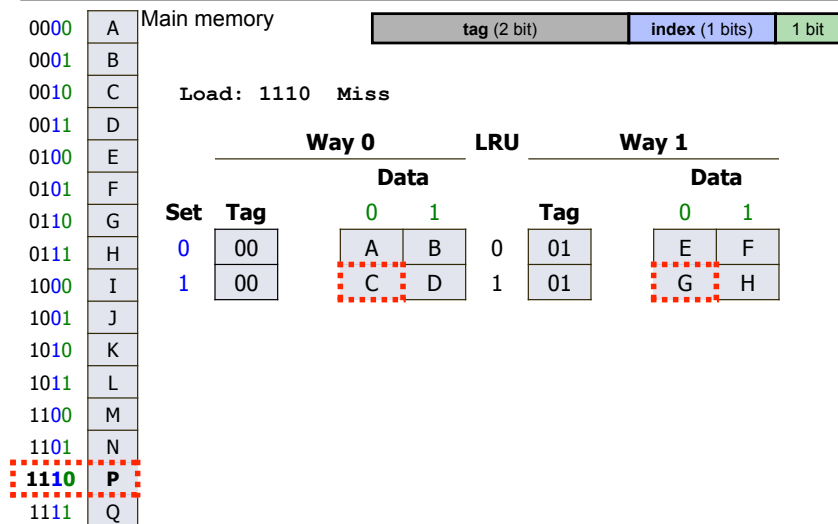 Main memory
tag (2 bit) index (1 bits) 1 bit
0000 A
0001 B
0010 C
0011 D
0100 E
0101 F
0110 G
0111 H
1000 I
1001 J
1010 K
1011 L
1100 M
1101 N
1110 P
1111 Q
Load: 1110 Miss
Way 0 LRU Way 1
Data Data
Set Tag 0 1 Tag 0 1
0 00 A B 0 01 E F
1 00 C D 1 01 G H